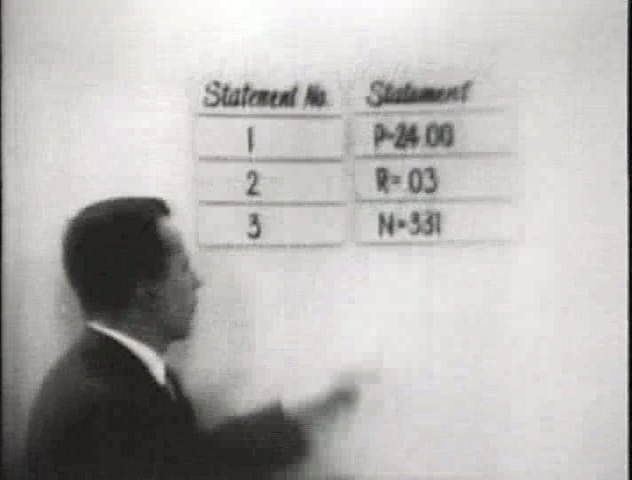 Statement No. Statement
1 P=24.00
2 R=.03
3 N=331